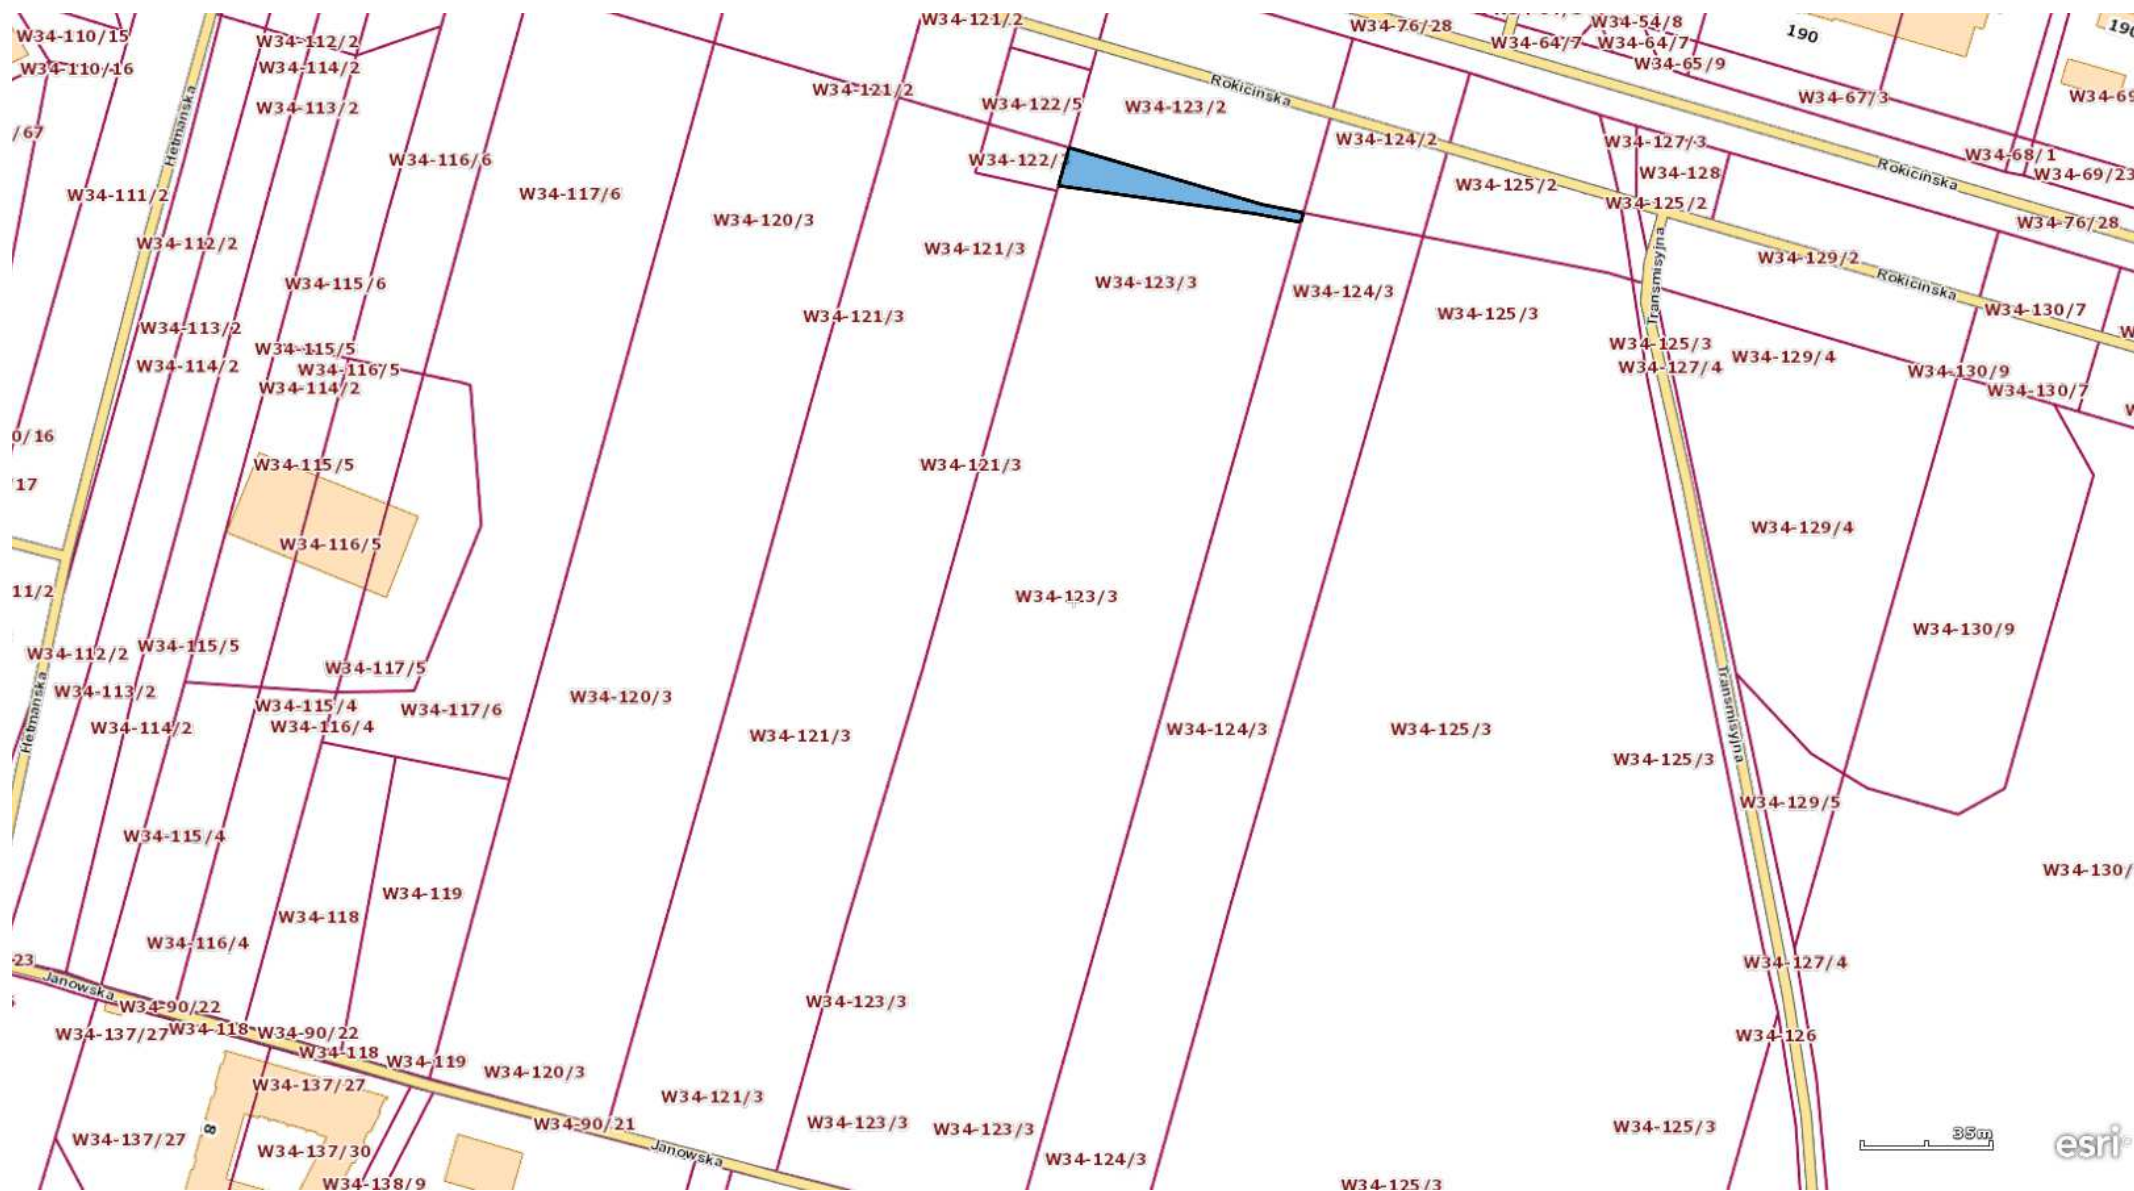 W34-121/2
W34-76/28
W34-54/8
W34-110/15
W34-112/2
W34-64/7
W34-64/7
190
190
W34-110/16
W34-114/2
W34-65/9
W34-121/2
Rokicińska
W34-67/3
W34-69
W34-113/2
W34-122/5
W34-123/2
/67
Hetmańska
W34-124/2
W34-127/3
W34-68/1
W34-116/6
W34-122/
W34-128
Rokicińska
W34-69/23
W34-111/2
W34-117/6
W34-125/2
W34-125/2
W34-120/3
W34-76/28
W34-112/2
W34-121/3
W34-129/2
W34-115/6
W34-123/3
W34-124/3
Transmisyjna
Rokicińska
W34-121/3
W34-125/3
W34-130/7
W34-113/2
W34-115/5
W34-125/3
W34-129/4
W34-114/2
W34-116/5
W34-127/4
W34-130/9
W34-114/2
W34-130/7
0/16
W34-115/5
W34-121/3
17
W34-116/5
W34-129/4
11/2
W34-123/3
W34-130/9
W34-112/2
W34-115/5
W34-117/5
Hetmańska
W34-113/2
W34-120/3
W34-115/4
W34-117/6
W34-114/2
W34-116/4
W34-121/3
W34-124/3
W34-125/3
Transmisyjna
W34-125/3
W34-129/5
W34-115/4
W34-119
W34-130/
W34-118
W34-116/4
23
W34-127/4
Janowska
W34-90/22
W34-123/3
W34-137/27
W34-118
W34-90/22
W34-126
W34-118
W34-119
W34-120/3
W34-137/27
W34-121/3
W34-90/21
W34-123/3
W34-123/3
W34-125/3
8
W34-137/27
W34-137/30
Janowska
W34-124/3
35m
esri
W34-138/9
W34-125/3